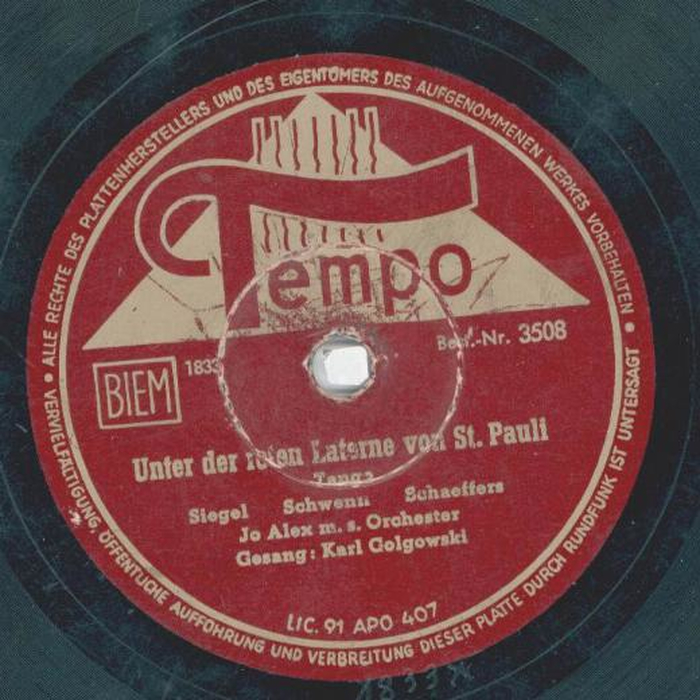 ALLE RECHTE DES PLATTENHERSTELLERS UND DES EIGENTÜMERS DES AUFGENOMMENEN WERKES VORBEHALTEN •
Tempo
Best.-Nr. 3508
BIEM
1833
Unter der roten Laterne von St. Pauli
Tango
Siegel Schwenn Schaeffers
Jo Alex m. s. Orchester
Gesang: Karl Golgowski
LIC. 91 APO 407
• VERVIELFÄLTIGUNG, ÖFFENTLICHE AUFFÜHRUNG UND VERBREITUNG DIESER PLATTE DURCH RUNDFUNK IST UNTERSAGT